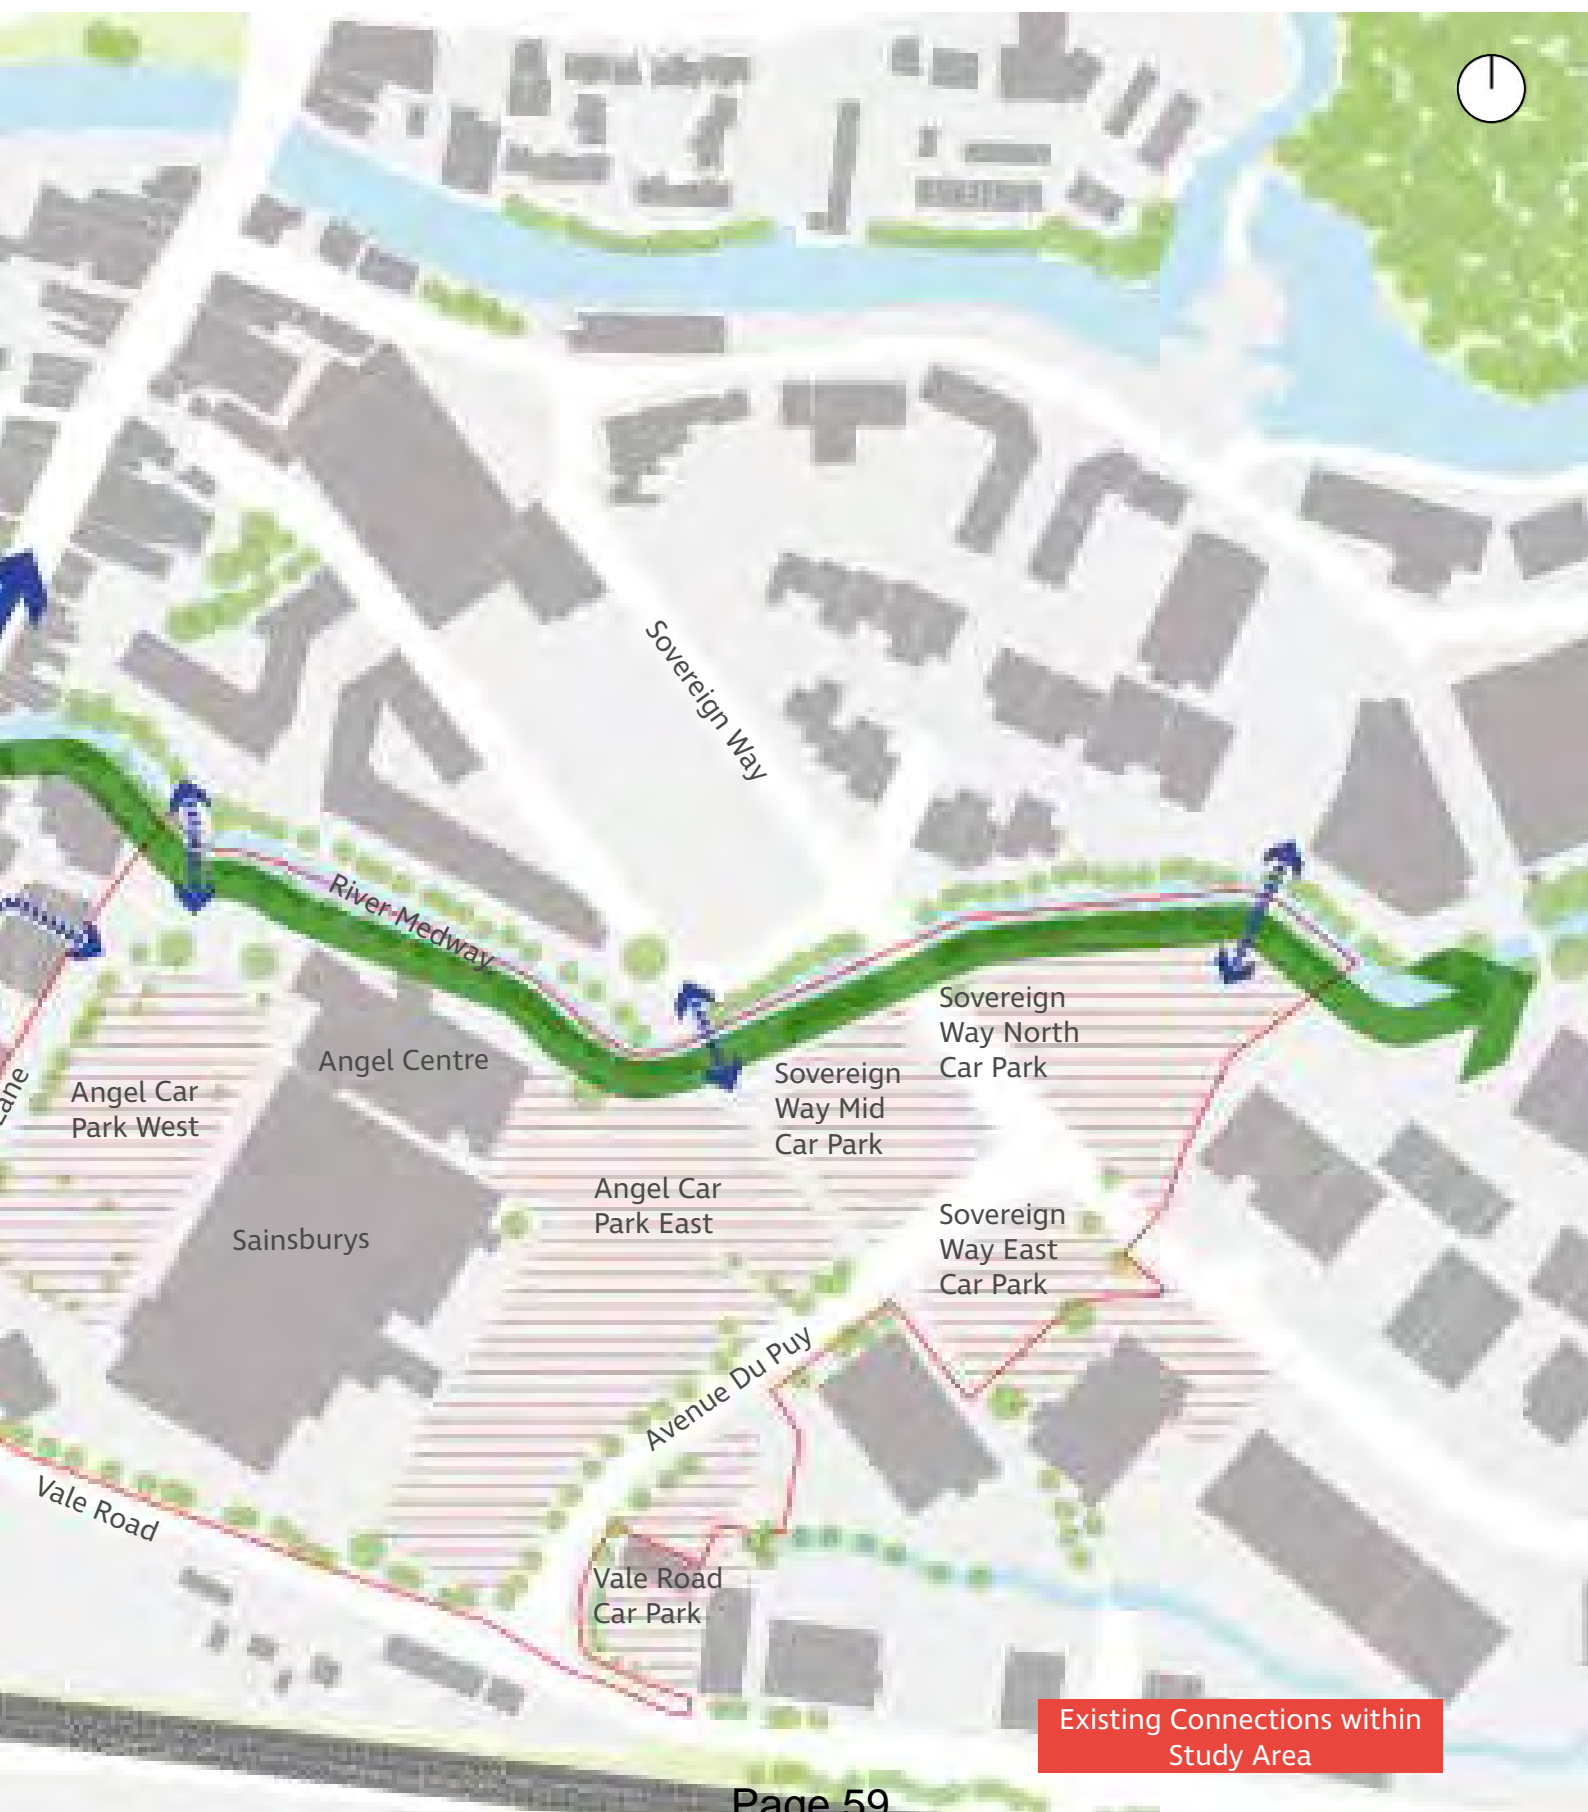 Sovereign Way
River Medway
Sovereign
Way North
Car Park
Angel Centre
Sovereign
Way Mid
Car Park
Lane
Angel Car
Park West
Angel Car
Park East
Sainsburys
Sovereign
Way East
Car Park
Avenue Du Puy
Vale Road
Vale Road
Car Park
Existing Connections within
Study Area
Page 59